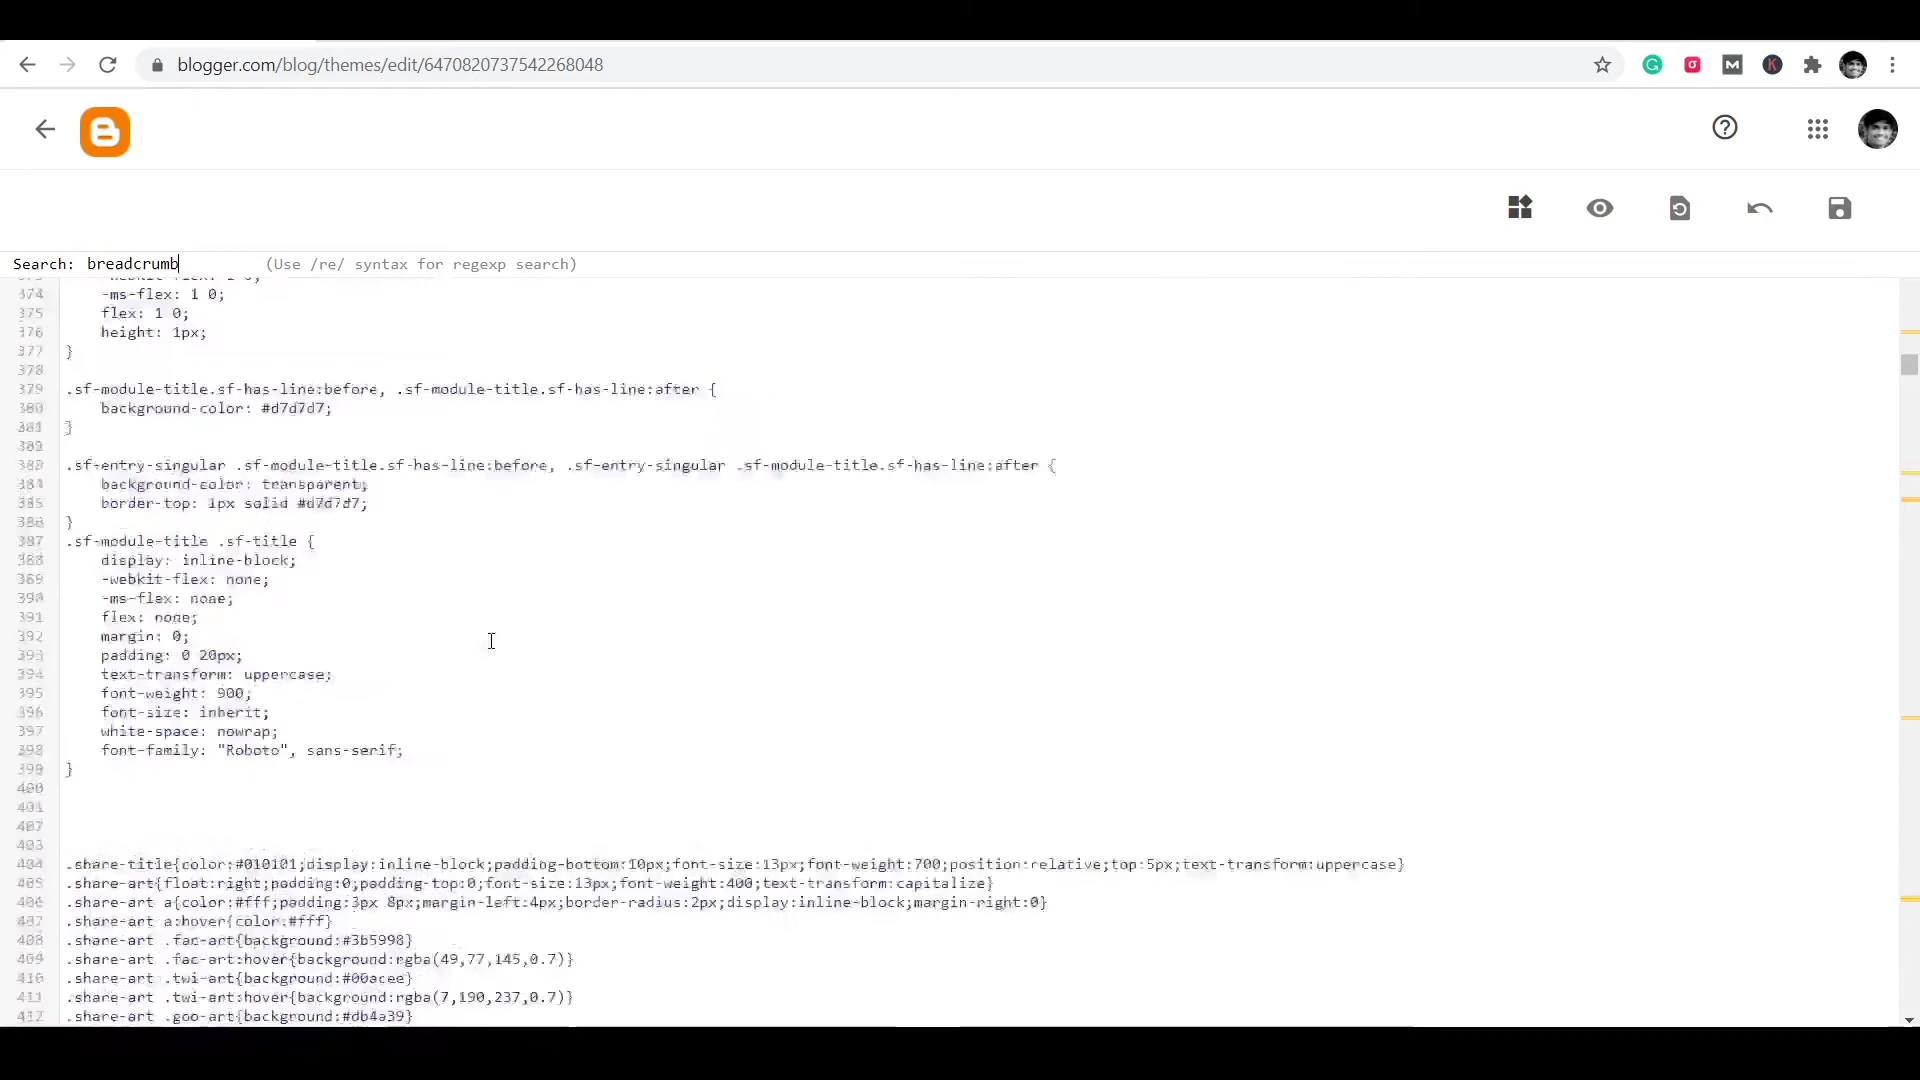 blogger.com/blog/themes/edit/6470820737542268048
Search: breadcrumb (Use /re/ syntax for regexp search)
374 -ms-flex: 1 0;
375 flex: 1 0;
376 height: 1px;
377 }
378
379 .sf-module-title.sf-has-line:before, .sf-module-title.sf-has-line:after {
380 background-color: #d7d7d7;
381 }
382
383 .sf-entry-singular .sf-module-title.sf-has-line:before, .sf-entry-singular .sf-module-title.sf-has-line:after {
384 background-color: transparent;
385 border-top: 1px solid #d7d7d7;
386 }
387 .sf-module-title .sf-title {
388 display: inline-block;
389 -webkit-flex: none;
390 -ms-flex: none;
391 flex: none;
392 margin: 0;
393 padding: 0 20px;
394 text-transform: uppercase;
395 font-weight: 900;
396 font-size: inherit;
397 white-space: nowrap;
398 font-family: "Roboto", sans-serif;
399 }
400
401
402
403
404 .share-title{color:#010101;display:inline-block;padding-bottom:10px;font-size:13px;font-weight:700;position:relative;top:5px;text-transform:uppercase}
405 .share-art{float:right;padding:0;padding-top:0;font-size:13px;font-weight:400;text-transform:capitalize}
406 .share-art a{color:#fff;padding:3px 8px;margin-left:4px;border-radius:2px;display:inline-block;margin-right:0}
407 .share-art a:hover{color:#fff}
408 .share-art .fac-art{background:#3b5998}
409 .share-art .fac-art:hover{background:rgba(49,77,145,0.7)}
410 .share-art .twi-art{background:#00acee}
411 .share-art .twi-art:hover{background:rgba(7,190,237,0.7)}
412 .share-art .goo-art{background:#db4a39}